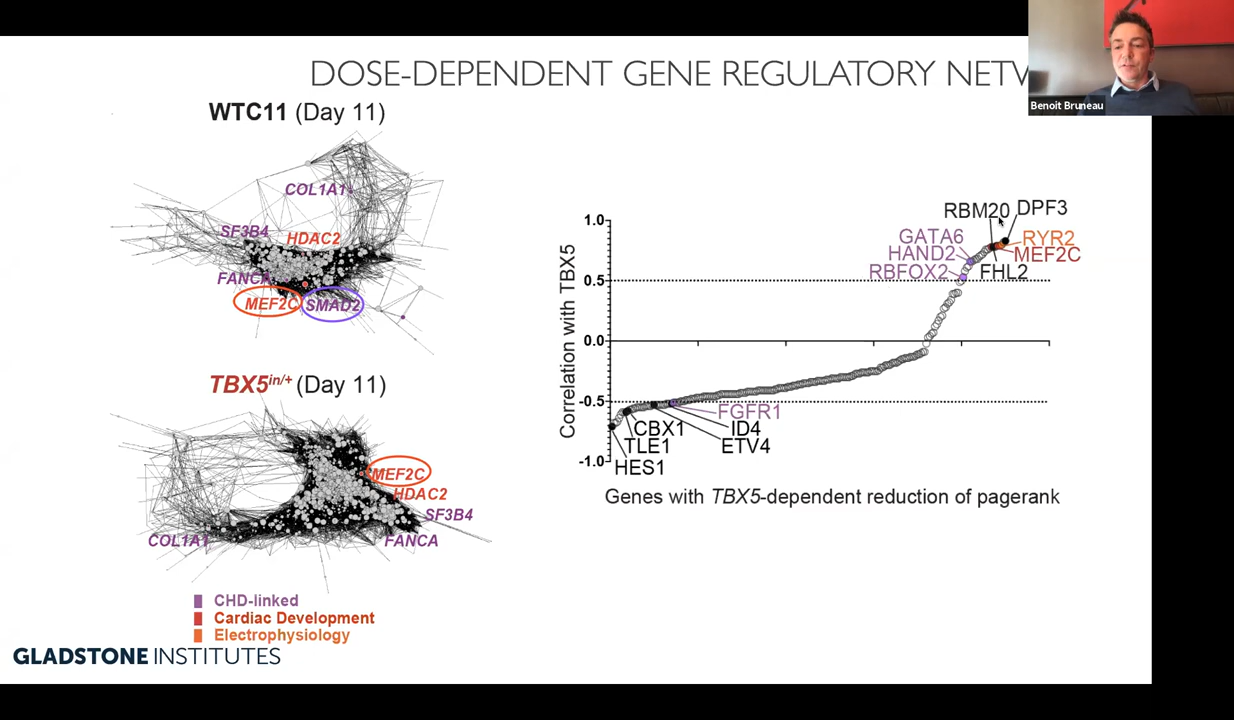 DOSE-DEPENDENT GENE REGULATORY NETW
Benoit Bruneau
WTC11 (Day 11)
COL1A1
SF3B4
HDAC2
FANCA
MEF2C
SMAD2
TBX5in/+ (Day 11)
MEF2C
HDAC2
SF3B4
COL1A1
FANCA
CHD-linked
Cardiac Development
Electrophysiology
GLADSTONE INSTITUTES
Correlation with TBX5
1.0
0.5
0.0
-0.5
-1.0
RBM20
DPF3
GATA6
RYR2
HAND2
MEF2C
RBFOX2
FHL2
FGFR1
CBX1
ID4
TLE1
ETV4
HES1
Genes with TBX5-dependent reduction of pagerank